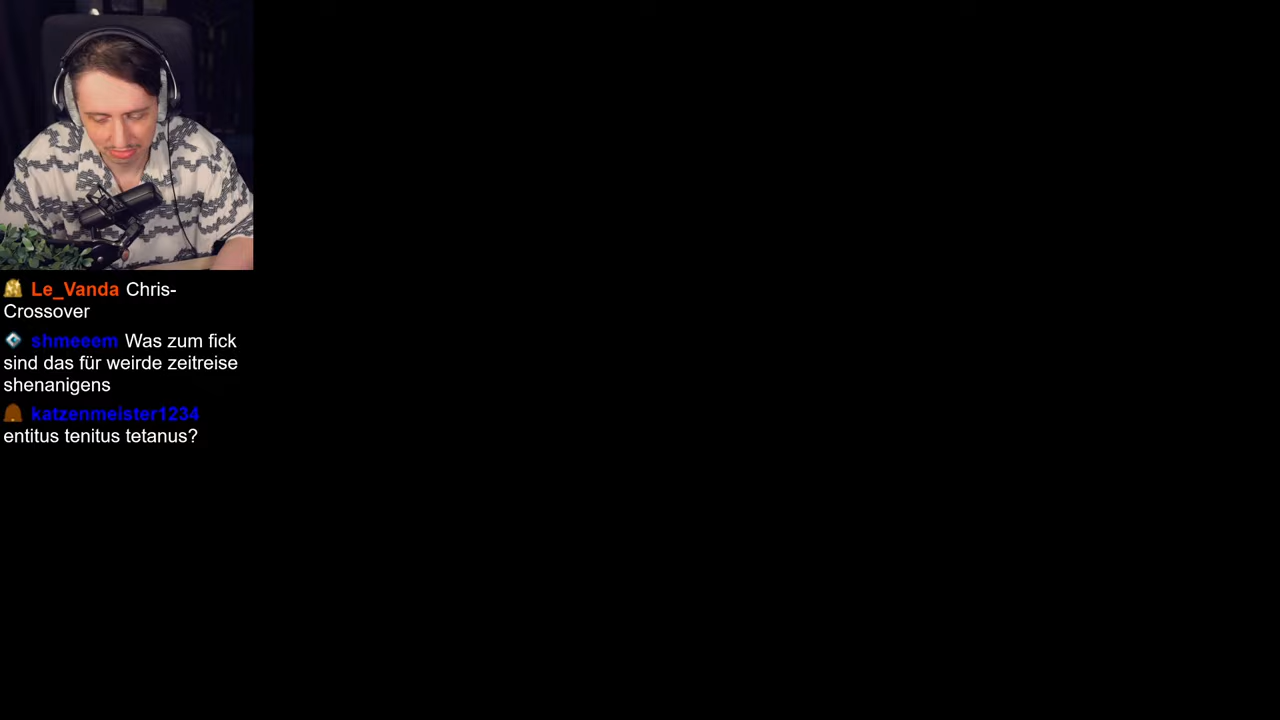 Le_Vanda Chris-
Crossover
shmeeem Was zum fick
sind das für weirde zeitreise
shenanigens
katzenmeister1234
entitus tenitus tetanus?